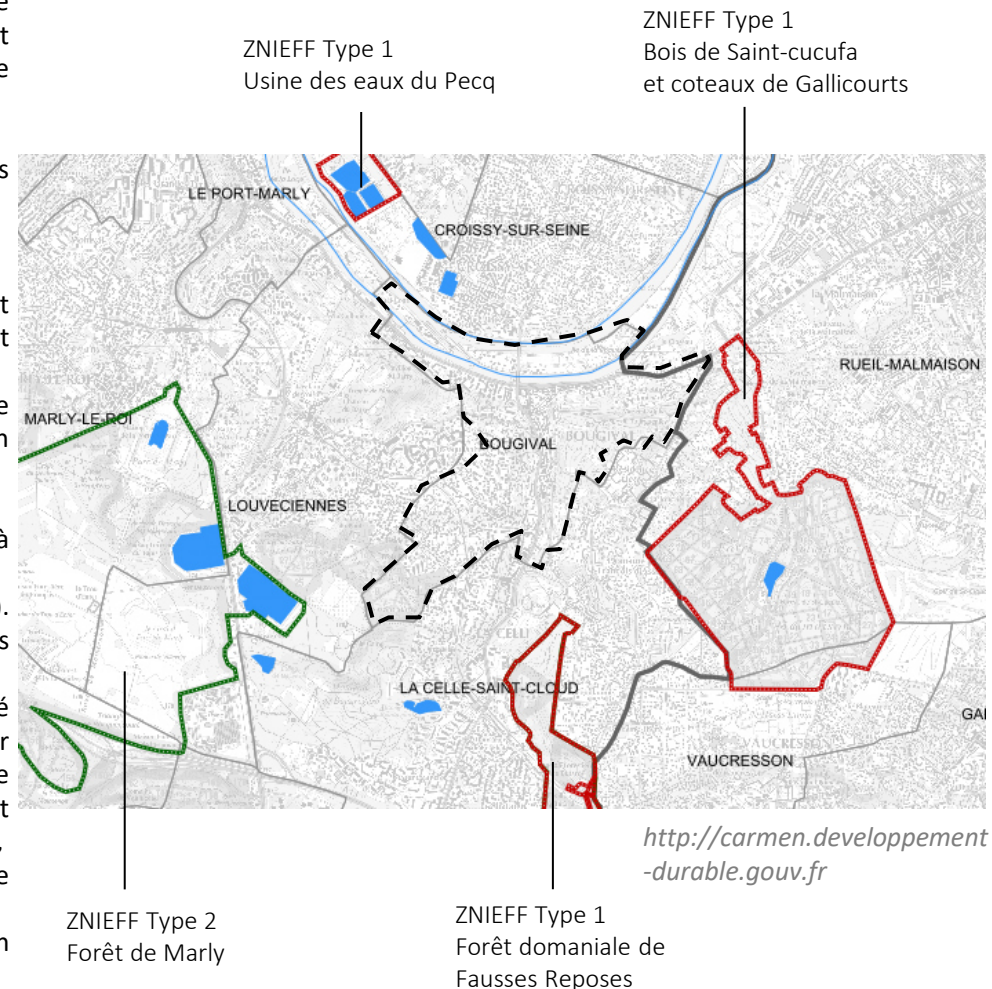 ZNIEFF Type 1
Bois de Saint-cucufa
et coteaux de Gallicourts
ZNIEFF Type 1
Usine des eaux du Pecq
LE PORT-MARLY
CROISSY-SUR-SEINE
RUEIL-MALMAISON
MARLY-LE-ROI
BOUGIVAL
LOUVECIENNES
LA CELLE-SAINT-CLOUD
VAUCRESSON
http://carmen.developpement
-durable.gouv.fr
ZNIEFF Type 2
Forêt de Marly
ZNIEFF Type 1
Forêt domaniale de
Fausses Reposes